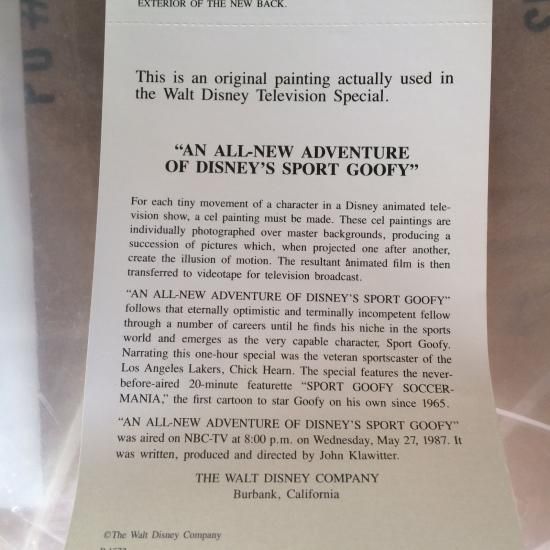 EXTERIOR OF THE NEW BACK.
This is an original painting actually used in
the Walt Disney Television Special.
“AN ALL-NEW ADVENTURE
OF DISNEY’S SPORT GOOFY”
For each tiny movement of a character in a Disney animated tele-
vision show, a cel painting must be made. These cel paintings are
individually photographed over master backgrounds, producing a
succession of pictures which, when projected one after another,
create the illusion of motion. The resultant animated film is then
transferred to videotape for television broadcast.
“AN ALL-NEW ADVENTURE OF DISNEY’S SPORT GOOFY”
follows that eternally optimistic and terminally incompetent fellow
through a number of careers until he finds his niche in the sports
world and emerges as the very capable character, Sport Goofy.
Narrating this one-hour special was the veteran sportscaster of the
Los Angeles Lakers, Chick Hearn. The special features the never-
before-aired 20-minute featurette “SPORT GOOFY SOCCER-
MANIA,” the first cartoon to star Goofy on his own since 1965.
“AN ALL-NEW ADVENTURE OF DISNEY’S SPORT GOOFY”
was aired on NBC-TV at 8:00 p.m. on Wednesday, May 27, 1987. It
was written, produced and directed by John Klawitter.
THE WALT DISNEY COMPANY
Burbank, California
©The Walt Disney Company